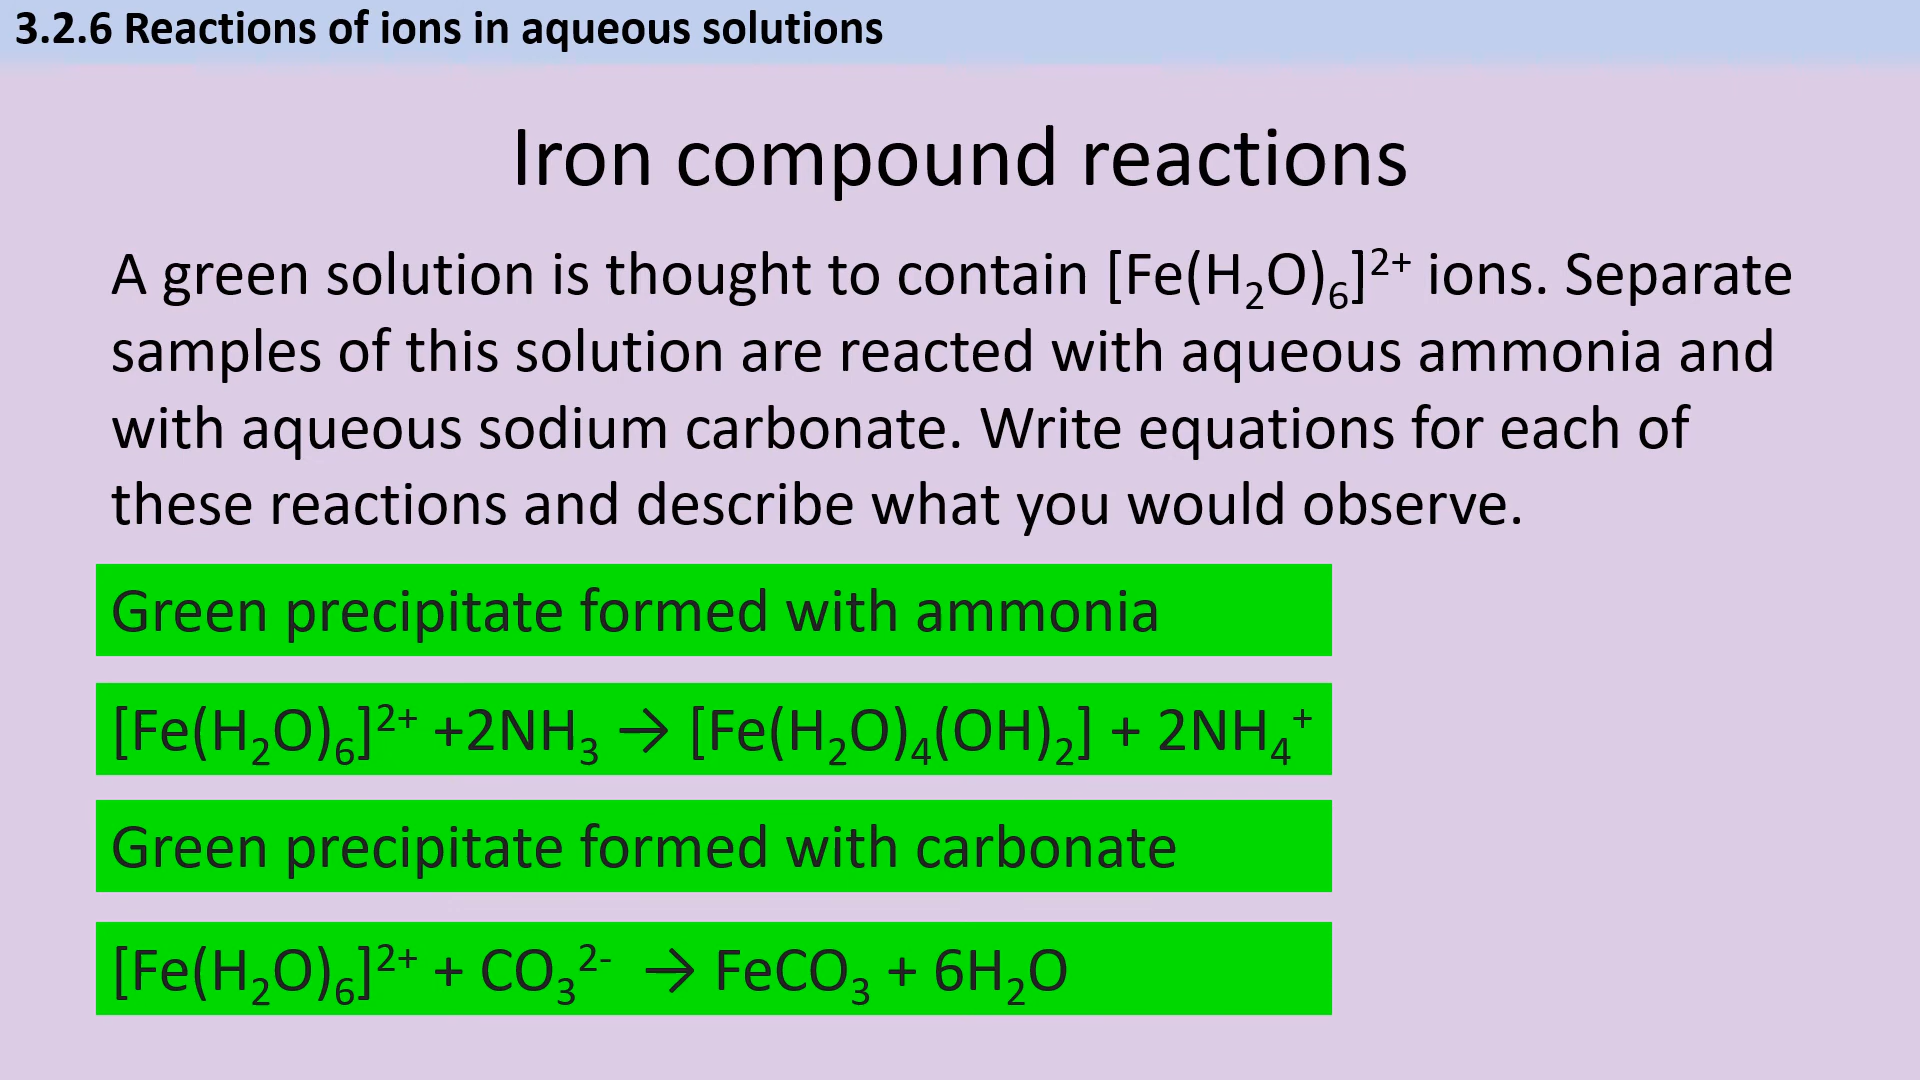 3.2.6 Reactions of ions in aqueous solutions
Iron compound reactions
A green solution is thought to contain [Fe(H₂O)₆]²⁺ ions. Separate
samples of this solution are reacted with aqueous ammonia and
with aqueous sodium carbonate. Write equations for each of
these reactions and describe what you would observe.
Green precipitate formed with ammonia
[Fe(H₂O)₆]²⁺ +2NH₃ → [Fe(H₂O)₄(OH)₂] + 2NH₄⁺
Green precipitate formed with carbonate
[Fe(H₂O)₆]²⁺ + CO₃²⁻ → FeCO₃ + 6H₂O